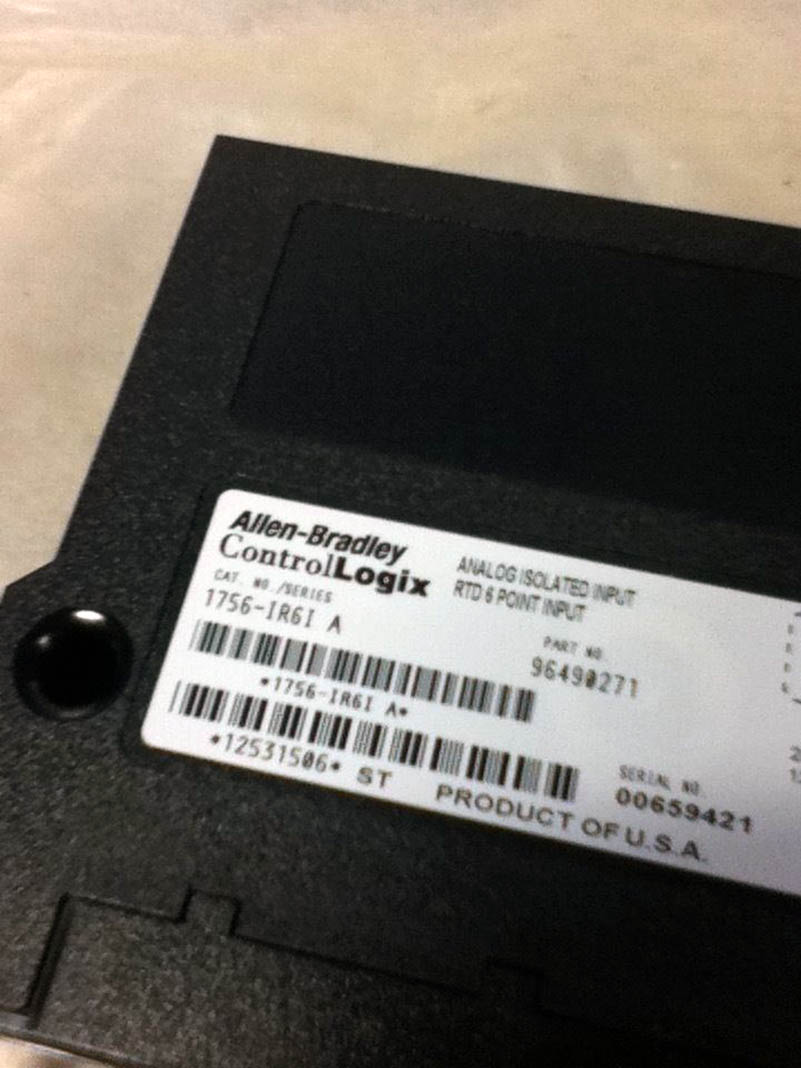 Allen-Bradley
ControlLogix
ANALOG ISOLATED INPUT
RTD 6 POINT INPUT
CAT. NO./SERIES
1756-IR6I A
PART NO.
96490271
*1756-IR6I A*
*12531506* ST
SERIAL NO.
00659421
PRODUCT OF U.S.A.